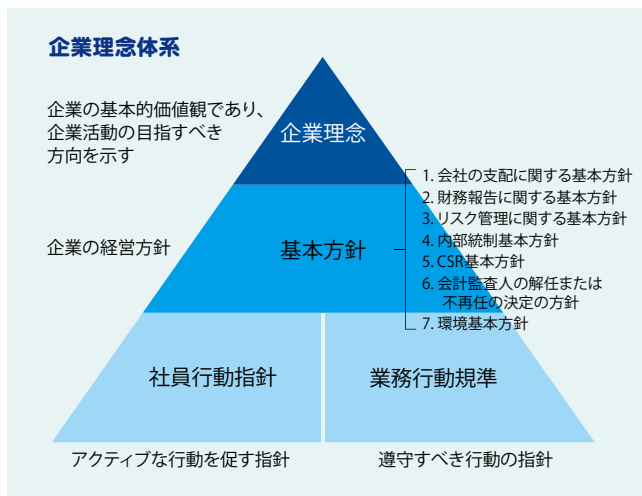 企業理念体系
企業の基本的価値観であり、
企業活動の目指すべき
方向を示す
企業理念
1. 会社の支配に関する基本方針
2. 財務報告に関する基本方針
3. リスク管理に関する基本方針
4. 内部統制基本方針
5. CSR基本方針
6. 会計監査人の解任または
不再任の決定の方針
7. 環境基本方針
企業の経営方針
基本方針
社員行動指針
業務行動規準
アクティブな行動を促す指針
遵守すべき行動の指針